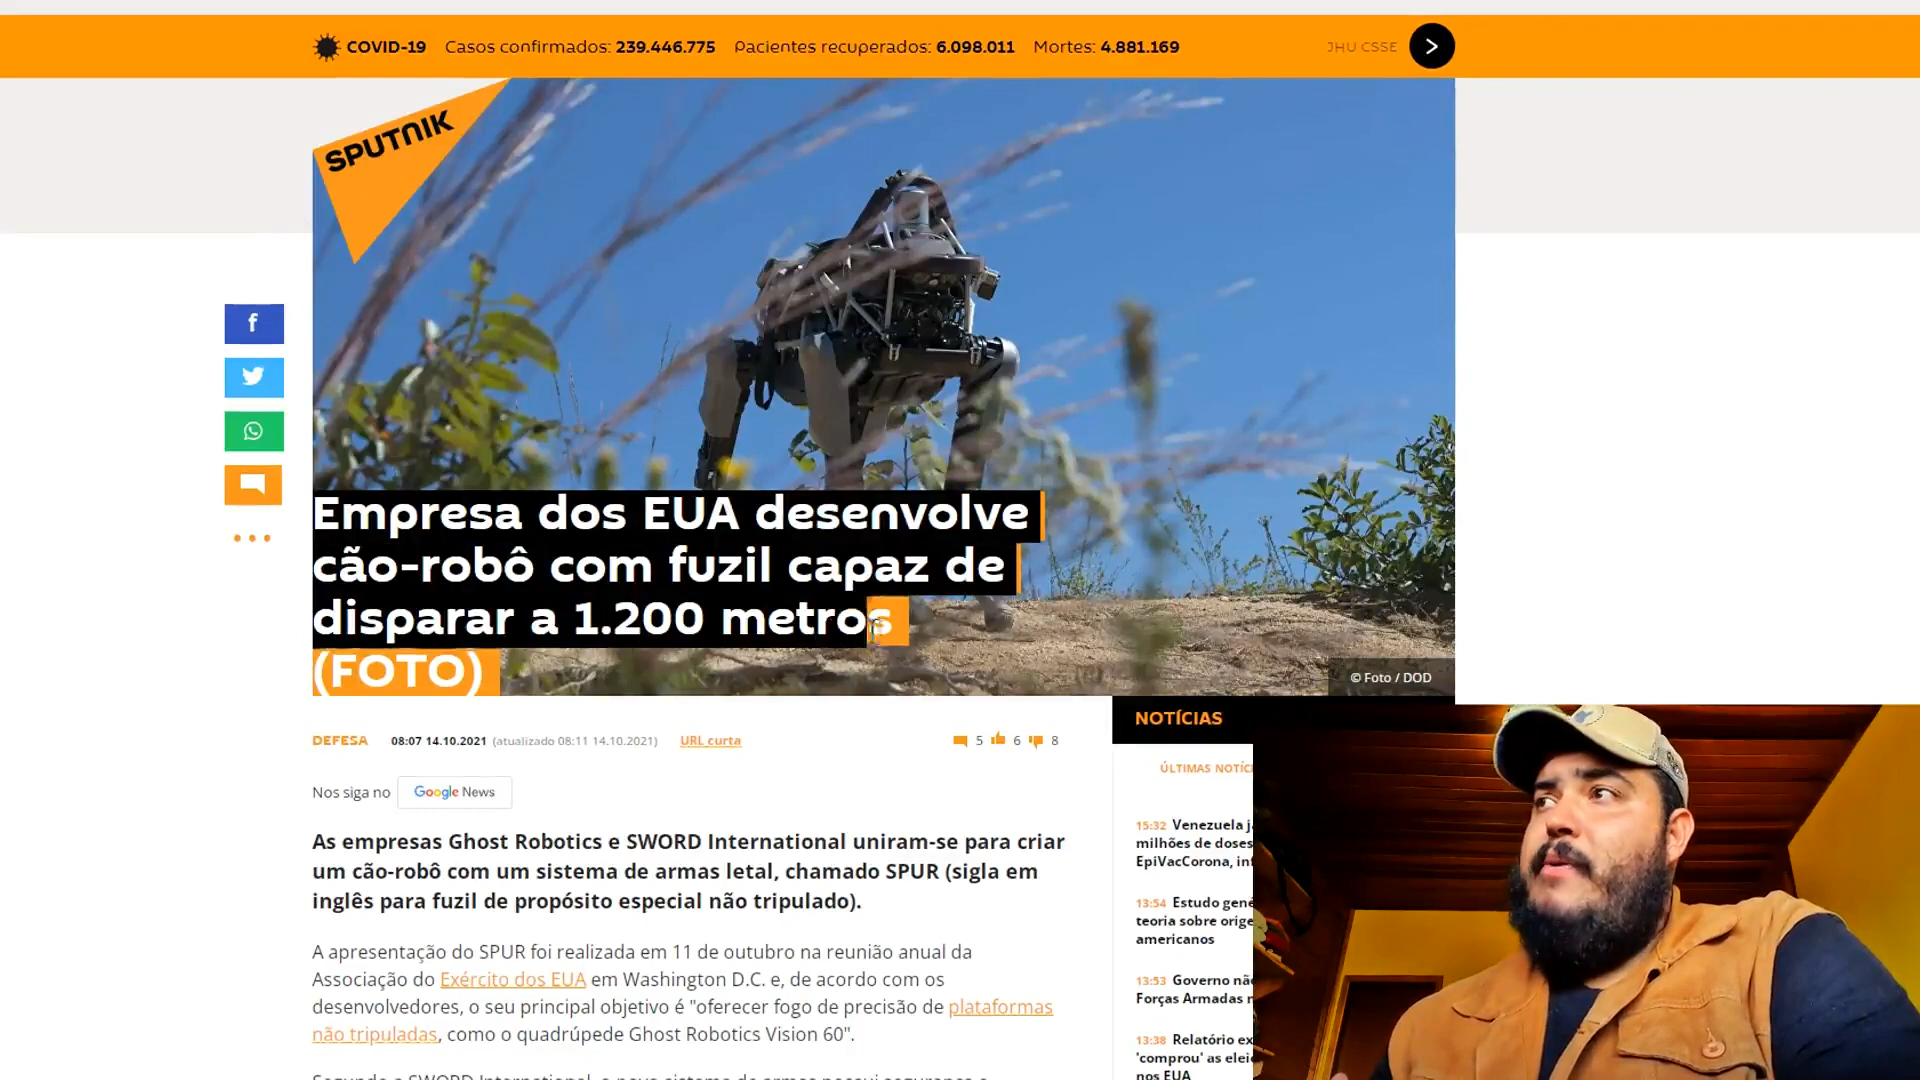 COVID-19 Casos confirmados: 239.446.775 Pacientes recuperados: 6.098.011 Mortes: 4.881.169 JHU CSSE
SPUTNIK
f
Empresa dos EUA desenvolve
cão-robô com fuzil capaz de
disparar a 1.200 metros
(FOTO)
© Foto / DOD
DEFESA 08:07 14.10.2021 (atualizado 08:11 14.10.2021) URL curta 5 6 8
Nos siga no Google News
As empresas Ghost Robotics e SWORD International uniram-se para criar
um cão-robô com um sistema de armas letal, chamado SPUR (sigla em
inglês para fuzil de propósito especial não tripulado).
A apresentação do SPUR foi realizada em 11 de outubro na reunião anual da
Associação do Exército dos EUA em Washington D.C. e, de acordo com os
desenvolvedores, o seu principal objetivo é "oferecer fogo de precisão de plataformas
não tripuladas, como o quadrúpede Ghost Robotics Vision 60".
NOTÍCIAS
ÚLTIMAS
15:32 Venezuela
milhões de doses
EpiVacCorona,
13:54 Estudo
teoria sobre
americanos
13:53 Governo
Forças Armadas
13:38 Relatório
'comprou' as
nos EUA